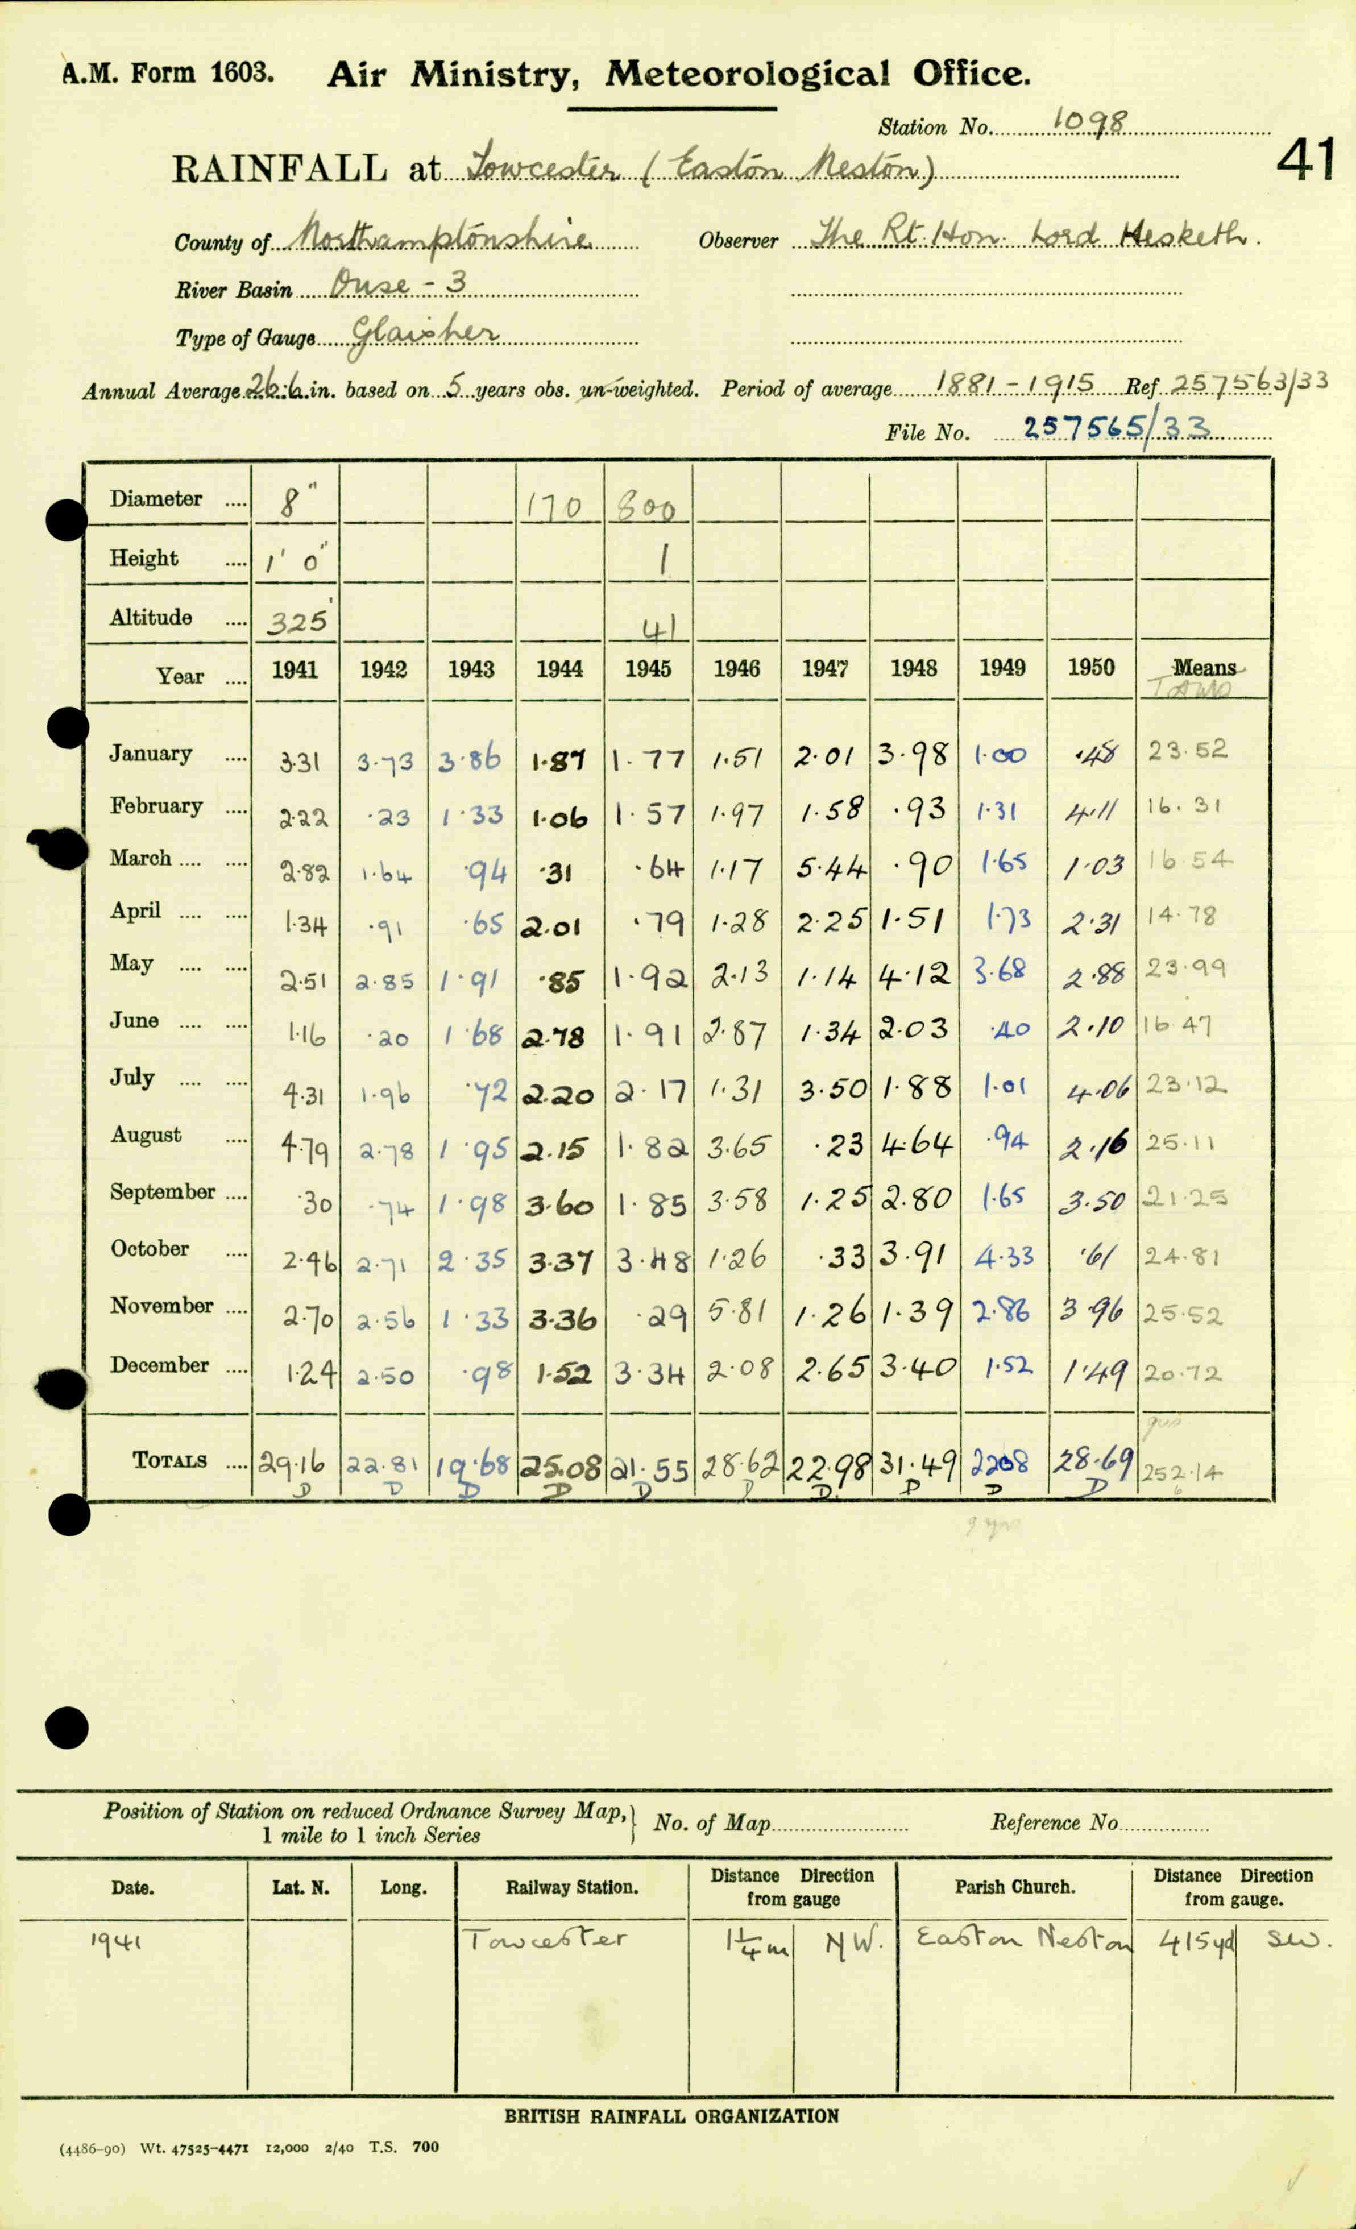 A.M. Form 1603. Air Ministry, Meteorological Office.
Station No. 1098
41
RAINFALL at Towcester (Easton Neston)
County of Northamptonshire Observer The Rt. Hon. Lord Hesketh.
River Basin Ouse - 3
Type of Gauge Glaisher
Annual Average 26.6 in. based on 5 years obs. un-weighted. Period of average 1881-1915 Ref 257563/33
File No. 257565/33
Diameter .... 8" 170 800
Height .... 1' 0" 1
Altitude .... 325' 41
Year .... 1941 1942 1943 1944 1945 1946 1947 1948 1949 1950 Means
Totals
January .... 3.31 3.73 3.86 1.87 1.77 1.51 2.01 3.98 1.00 .48 23.52
February .... 2.22 .23 1.33 1.06 1.57 1.97 1.58 .93 1.31 4.11 16.31
March .... .... 2.82 1.64 .94 .31 .64 1.17 5.44 .90 1.65 1.03 16.54
April .... .... 1.34 .91 .65 2.01 .79 1.28 2.25 1.51 1.73 2.31 14.78
May .... .... 2.51 2.85 1.91 .85 1.92 2.13 1.14 4.12 3.68 2.88 23.99
June .... .... 1.16 .20 1.68 2.78 1.91 2.87 1.34 2.03 .40 2.10 16.47
July .... .... 4.31 1.96 .72 2.20 2.17 1.31 3.50 1.88 1.01 4.06 23.12
August .... 4.79 2.78 1.95 2.15 1.82 3.65 .23 4.64 .94 2.16 25.11
September .... .30 .74 1.98 3.60 1.85 3.58 1.25 2.80 1.65 3.50 21.25
October .... 2.46 2.71 2.35 3.37 3.48 1.26 .33 3.91 4.33 .61 24.81
November .... 2.70 2.56 1.33 3.36 .29 5.81 1.26 1.39 2.86 3.96 25.52
December .... 1.24 2.50 .98 1.52 3.34 2.08 2.65 3.40 1.52 1.49 20.72
TOTALS .... 29.16 22.81 19.68 25.08 21.55 28.62 22.98 31.49 22.08 28.69 252.14
D D D D D D D D D D 6
Position of Station on reduced Ordnance Survey Map, } No. of Map Reference No.
1 mile to 1 inch Series
Date. Lat. N. Long. Railway Station. Distance Direction from gauge Parish Church. Distance Direction from gauge.
1941 Towcester 1¼ m NW. Easton Neston 415yd SW.
BRITISH RAINFALL ORGANIZATION
(4486-90) Wt. 47525-4471 12,000 2/40 T.S. 700